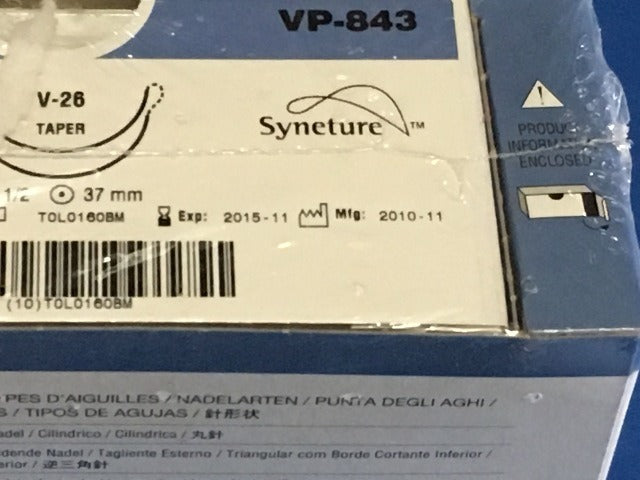 VP-843
V-26
TAPER
Syneture™
PRODUCT
INFORMATION
ENCLOSED
1/2 37 mm
T0L0160BM Exp: 2015-11 Mfg: 2010-11
(10)T0L0160BM
PES D'AIGUILLES / NADELARTEN / PUNTA DEGLI AGHI /
S / TIPOS DE AGUJAS / 針形状
adel / Cilíndrico / Cilíndrica / 丸針
dende Nadel / Tagliente Esterno / Triangular com Borde Cortante Inferior /
erior / 逆三角針